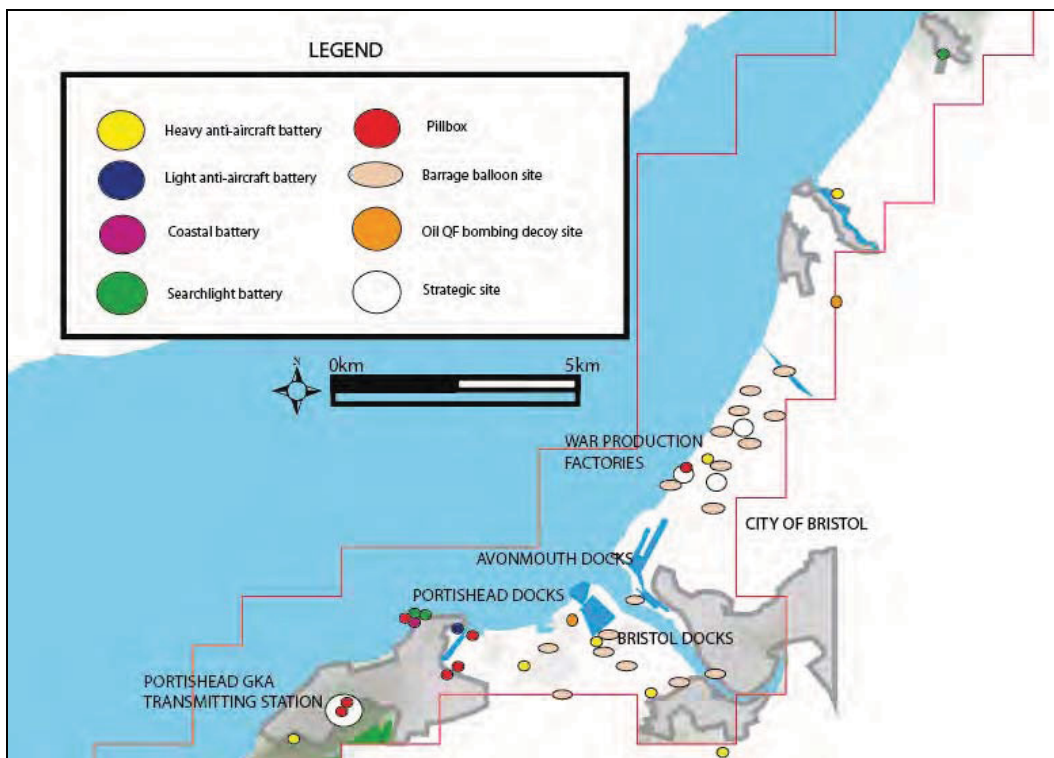 LEGEND
Heavy anti-aircraft battery
Pillbox
Light anti-aircraft battery
Barrage balloon site
Coastal battery
Oil QF bombing decoy site
Searchlight battery
Strategic site
N
0km
5km
WAR PRODUCTION
FACTORIES
CITY OF BRISTOL
AVONMOUTH DOCKS
PORTISHEAD DOCKS
BRISTOL DOCKS
PORTISHEAD GKA
TRANSMITTING STATION